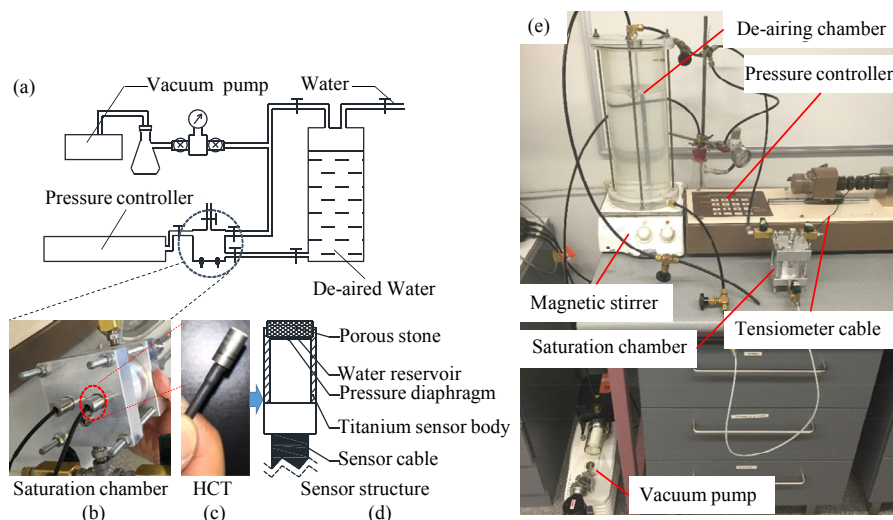 (a)
Vacuum pump
Water
Pressure controller
De-aired Water
Porous stone
Water reservoir
Pressure diaphragm
Titanium sensor body
Sensor cable
Saturation chamber
HCT
Sensor structure
(b)
(c)
(d)
(e)
De-airing chamber
Pressure controller
Magnetic stirrer
Saturation chamber
Tensiometer cable
Vacuum pump